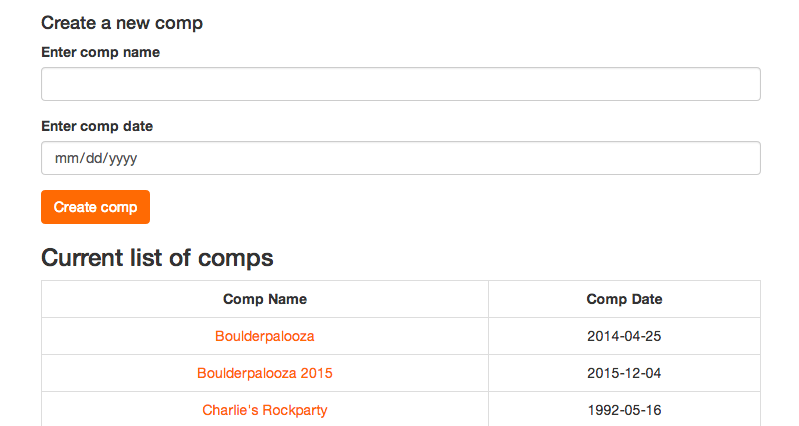 Create a new comp
Enter comp name
Enter comp date
mm/dd/yyyy
Create comp
Current list of comps
Comp Name Comp Date
Boulderpalooza 2014-04-25
Boulderpalooza 2015 2015-12-04
Charlie's Rockparty 1992-05-16